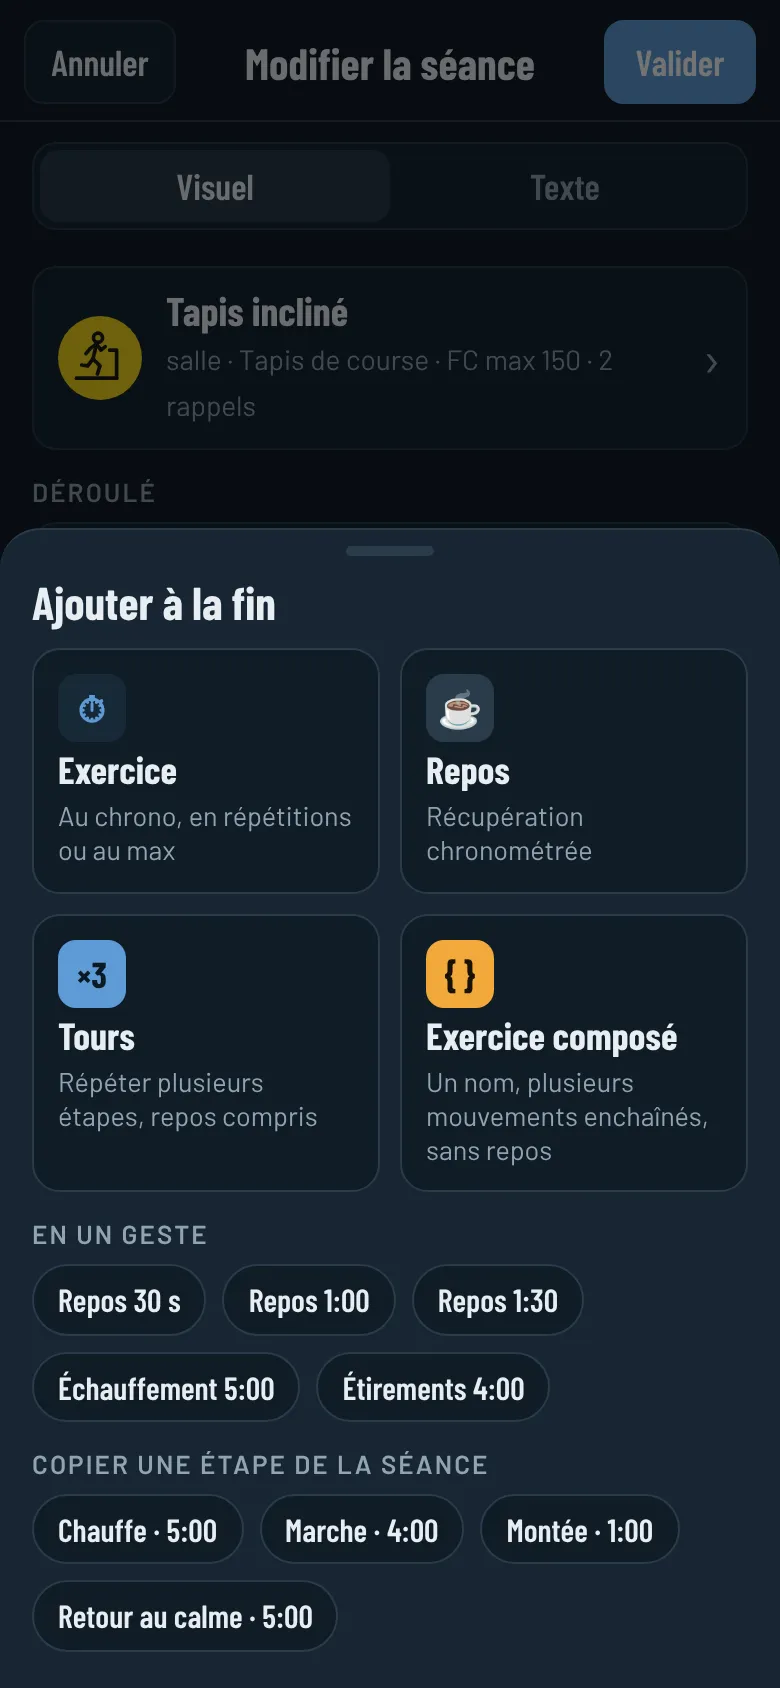 Annuler
Modifier la séance
Valider
Visuel
Texte
Tapis incliné
salle · Tapis de course · FC max 150 · 2
rappels
DÉROULÉ
Ajouter à la fin
Exercice
Au chrono, en répétitions
ou au max
Repos
Récupération
chronométrée
×3
Tours
Répéter plusieurs
étapes, repos compris
{ }
Exercice composé
Un nom, plusieurs
mouvements enchaînés,
sans repos
EN UN GESTE
Repos 30 s
Repos 1:00
Repos 1:30
Échauffement 5:00
Étirements 4:00
COPIER UNE ÉTAPE DE LA SÉANCE
Chauffe · 5:00
Marche · 4:00
Montée · 1:00
Retour au calme · 5:00